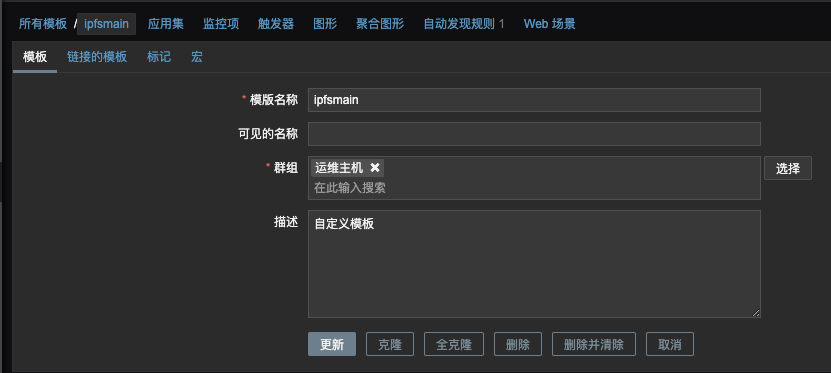 所有模板 / ipfsmain 应用集 监控项 触发器 图形 聚合图形 自动发现规则 1 Web 场景
模板 链接的模板 标记 宏
* 模版名称 ipfsmain
可见的名称
* 群组 运维主机 ✖ 选择
在此输入搜索
描述 自定义模板
更新 克隆 全克隆 删除 删除并清除 取消